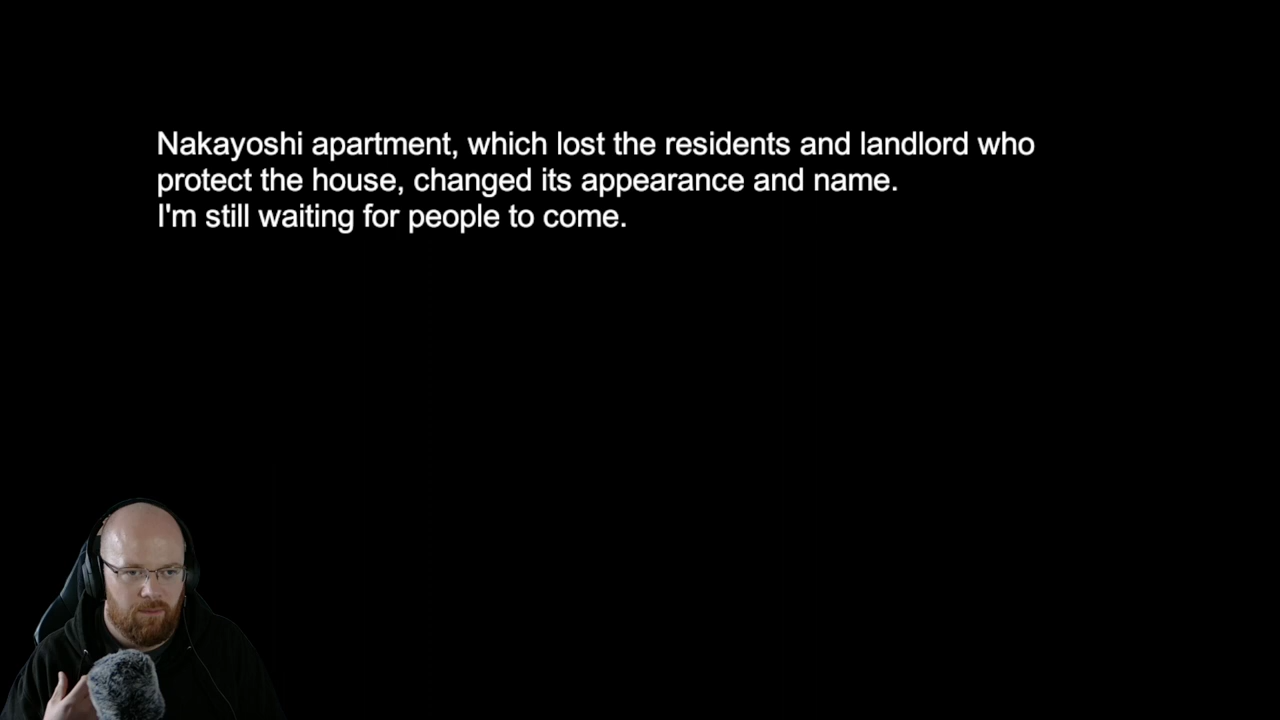 Nakayoshi apartment, which lost the residents and landlord who
protect the house, changed its appearance and name.
I'm still waiting for people to come.